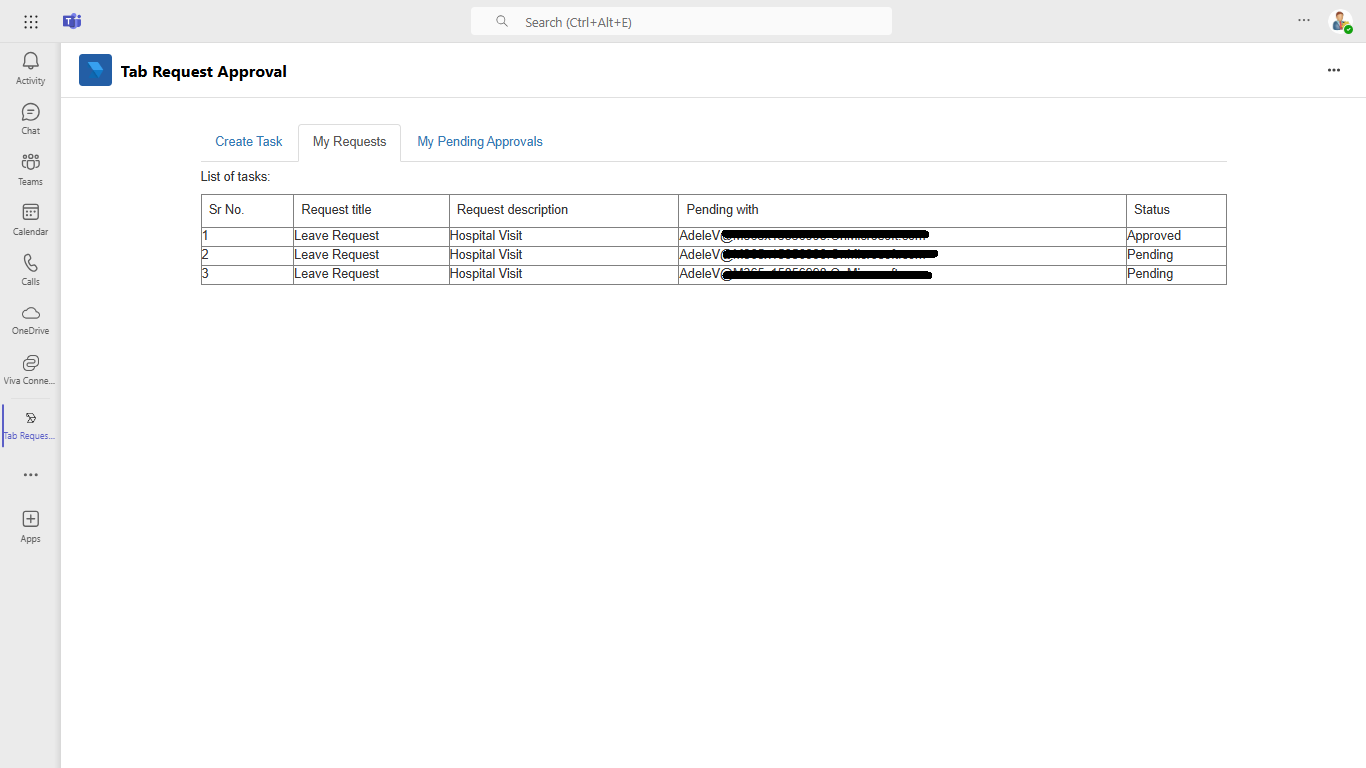 Search (Ctrl+Alt+E)
Activity
Chat
Teams
Calendar
Calls
OneDrive
Viva Conne...
Tab Reques...
Apps
Tab Request Approval
Create Task My Requests My Pending Approvals
List of tasks:
Sr No. Request title Request description Pending with Status
1 Leave Request Hospital Visit AdeleV@ Approved
2 Leave Request Hospital Visit AdeleV@ Pending
3 Leave Request Hospital Visit AdeleV@ Pending